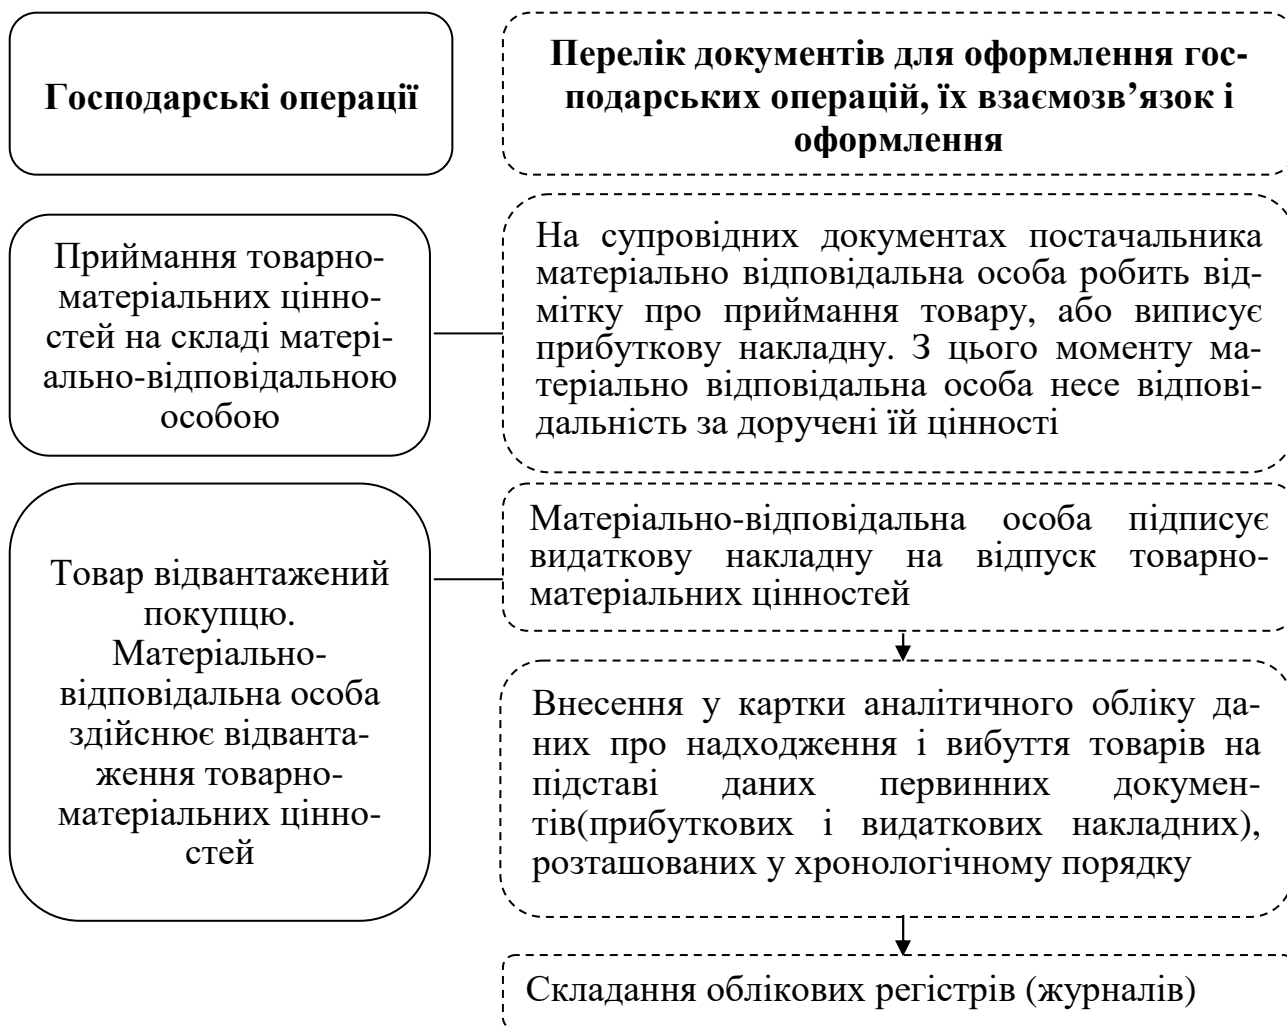 Господарські операції
Перелік документів для оформлення гос-
подарських операцій, їх взаємозв’язок і
оформлення
Приймання товарно-
матеріальних цінно-
стей на складі матері-
ально-відповідальною
особою
На супровідних документах постачальника
матеріально відповідальна особа робить від-
мітку про приймання товару, або виписує
прибуткову накладну. З цього моменту ма-
теріально відповідальна особа несе відпові-
дальність за доручені їй цінності
Товар відвантажений
покупцю.
Матеріально-
відповідальна особа
здійснює відванта-
ження товарно-
матеріальних цінно-
стей
Матеріально-відповідальна особа підписує
видаткову накладну на відпуск товарно-
матеріальних цінностей
Внесення у картки аналітичного обліку да-
них про надходження і вибуття товарів на
підставі даних первинних докумен-
тів(прибуткових і видаткових накладних),
розташованих у хронологічному порядку
Складання облікових регістрів (журналів)